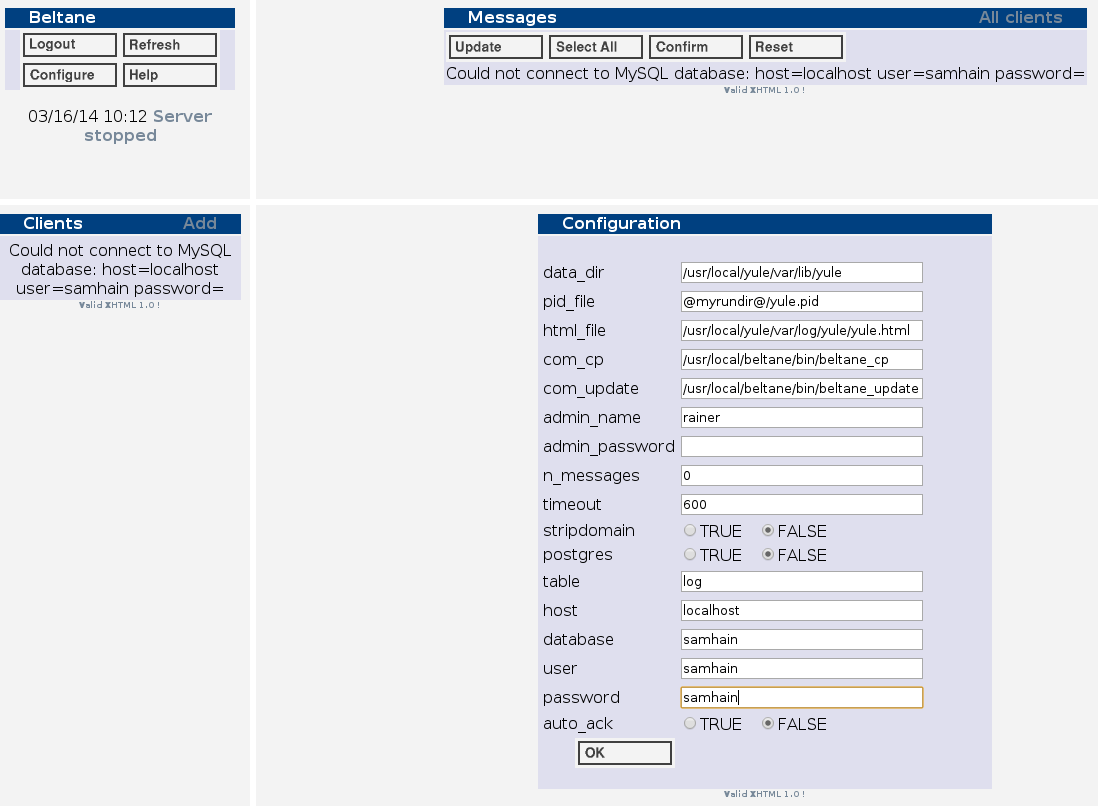 Beltane
Logout Refresh
Configure Help
03/16/14 10:12 Server
stopped
Messages All clients
Update Select All Confirm Reset
Could not connect to MySQL database: host=localhost user=samhain password=
Valid XHTML 1.0 !
Clients Add
Could not connect to MySQL
database: host=localhost
user=samhain password=
Valid XHTML 1.0 !
Configuration
data_dir /usr/local/yule/var/lib/yule
pid_file @myrundir@/yule.pid
html_file /usr/local/yule/var/log/yule/yule.html
com_cp /usr/local/beltane/bin/beltane_cp
com_update /usr/local/beltane/bin/beltane_update
admin_name rainer
admin_password
n_messages 0
timeout 600
stripdomain TRUE FALSE
postgres TRUE FALSE
table log
host localhost
database samhain
user samhain
password samhain
auto_ack TRUE FALSE
OK
Valid XHTML 1.0 !